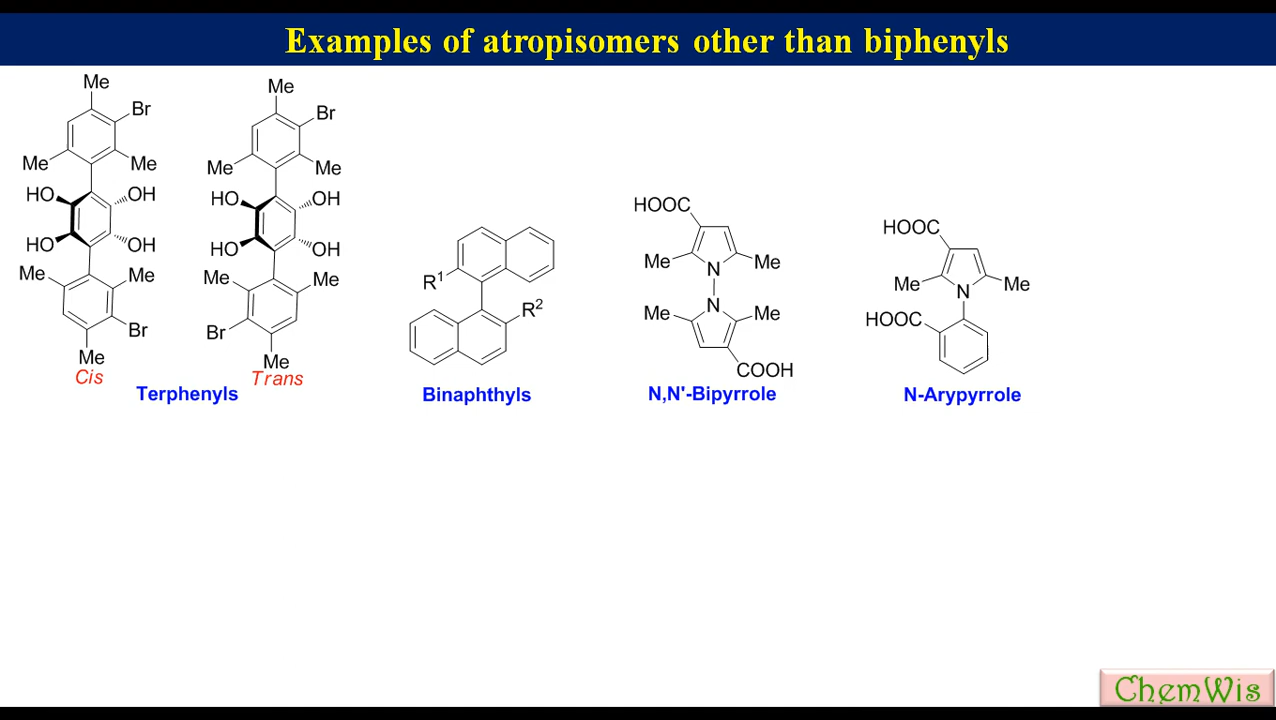 Examples of atropisomers other than biphenyls
Me
Br
Me Me
HO OH
HO OH
Me Me
Br
Me
Cis
Me
Br
Me Me
HO OH
HO OH
Me Me
Br
Me
Trans
Terphenyls
R¹
R²
Binaphthyls
HOOC
Me Me
N
N
Me Me
COOH
N,N'-Bipyrrole
HOOC
Me Me
N
HOOC
N-Arypyrrole
ChemWis